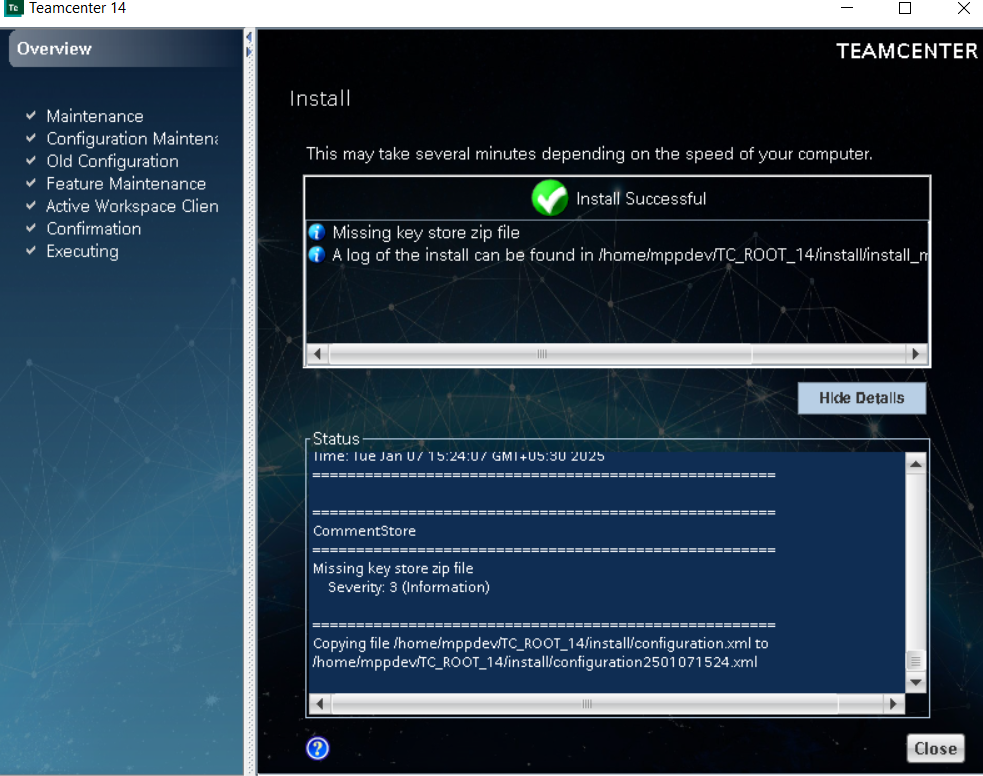 Tc Teamcenter 14
Overview
Maintenance
Configuration Maintena
Old Configuration
Feature Maintenance
Active Workspace Clien
Confirmation
Executing
TEAMCENTER
Install
This may take several minutes depending on the speed of your computer.
Install Successful
Missing key store zip file
A log of the install can be found in /home/mppdev/TC_ROOT_14/install/install_m
Hide Details
Status
Time: Tue Jan 07 15:24:07 GMT+05:30 2025
=====================================================
=====================================================
CommentStore
=====================================================
Missing key store zip file
Severity: 3 (Information)
=====================================================
Copying file /home/mppdev/TC_ROOT_14/install/configuration.xml to
/home/mppdev/TC_ROOT_14/install/configuration2501071524.xml
?
Close